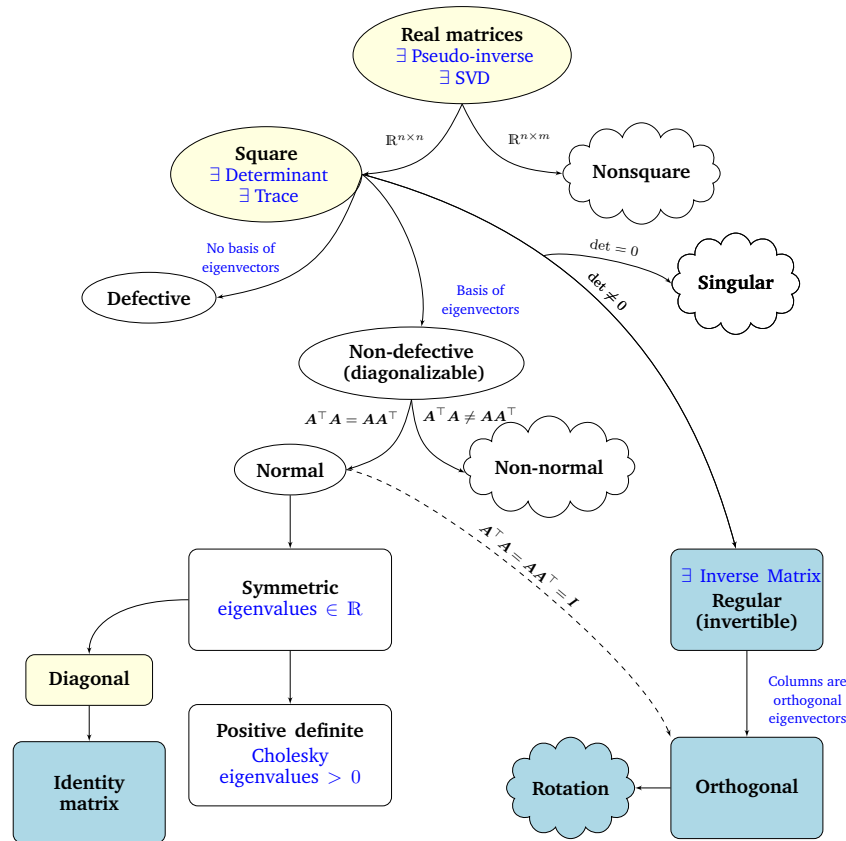 Real matrices
∃ Pseudo-inverse
∃ SVD
ℝⁿˣⁿ
ℝⁿˣᵐ
Square
∃ Determinant
∃ Trace
Nonsquare
No basis of
eigenvectors
det = 0
Defective
Singular
det ≠ 0
Basis of
eigenvectors
Non-defective
(diagonalizable)
A⊤A = AA⊤
A⊤A ≠ AA⊤
Normal
Non-normal
A⊤A = AA⊤ = I
Symmetric
eigenvalues ∈ ℝ
∃ Inverse Matrix
Regular
(invertible)
Diagonal
Columns are
orthogonal
eigenvectors
Positive definite
Cholesky
eigenvalues > 0
Identity
matrix
Rotation
Orthogonal